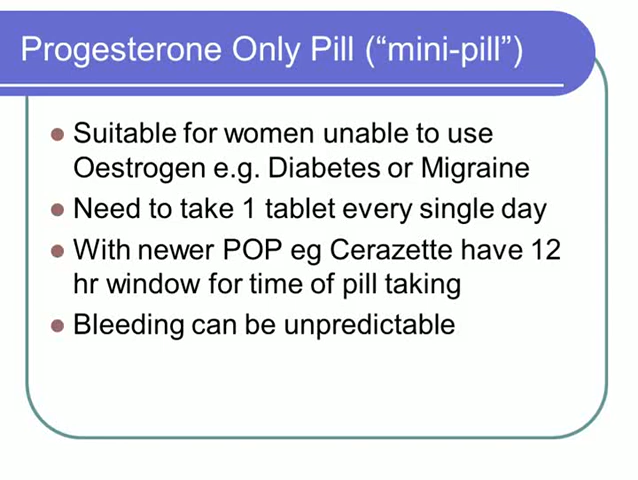 Progesterone Only Pill (“mini-pill”)
Suitable for women unable to use
Oestrogen e.g. Diabetes or Migraine
Need to take 1 tablet every single day
With newer POP eg Cerazette have 12
hr window for time of pill taking
Bleeding can be unpredictable